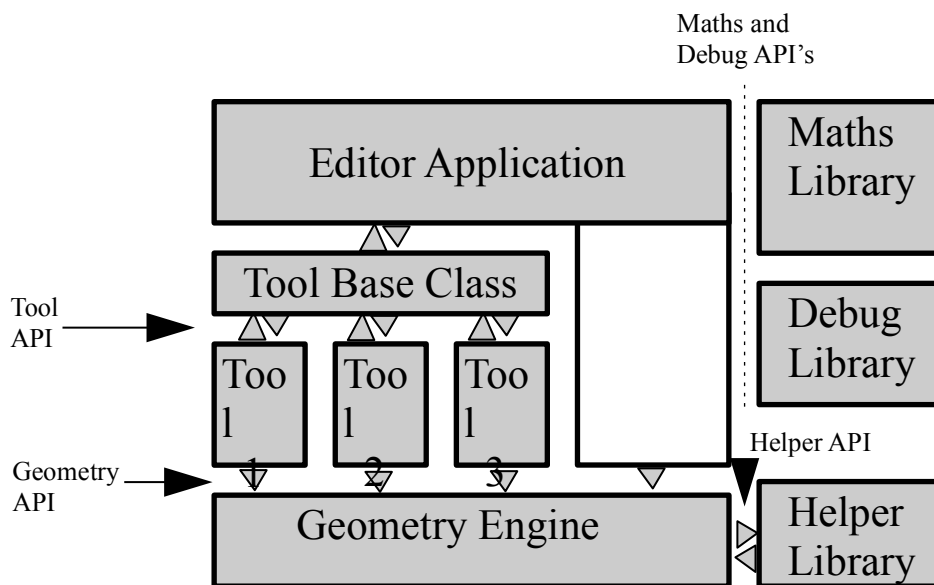 Maths and
Debug API's
Editor Application
Maths
Library
Tool Base Class
Tool
API
Debug
Library
Too
l
1
Too
l
2
Too
l
3
Helper API
Geometry
API
Geometry Engine
Helper
Library